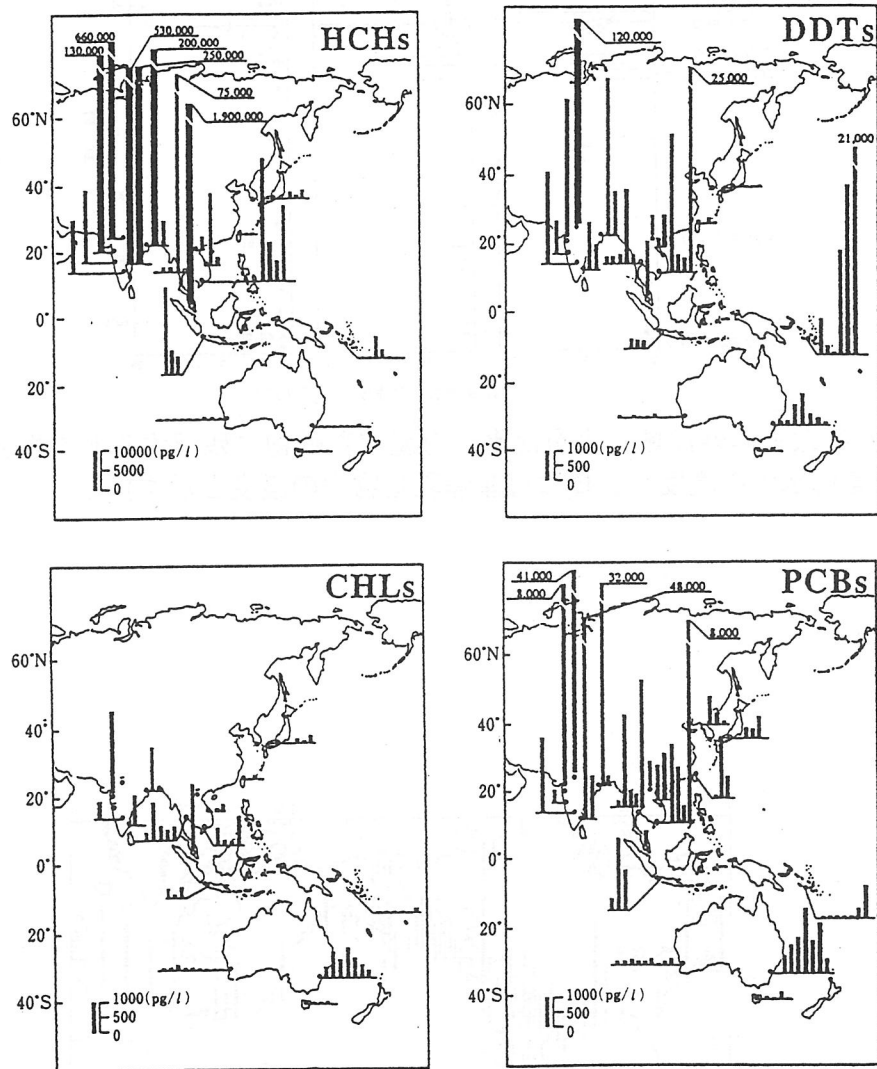 HCHs
660,000
530,000
200,000
130,000
250,000
75,000
1,900,000
60°N
40°
20°
0°
20°
40°S
10000(pg/l)
5000
0
DDTs
120,000
25,000
21,000
60°N
40°
20°
0°
20°
40°S
1000(pg/l)
500
0
CHLs
60°N
40°
20°
0°
20°
40°S
1000(pg/l)
500
0
PCBs
41,000
32,000
8,000
48,000
8,000
60°N
40°
20°
0°
20°
40°S
1000(pg/l)
500
0